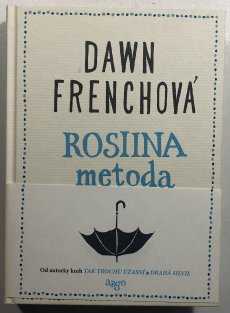 DAWN
FRENCHOVÁ
ROSIINA
metoda
Od autorky knih TAK TROCHU ÚŽASNÍ a DRAHÁ SILVIE
argo